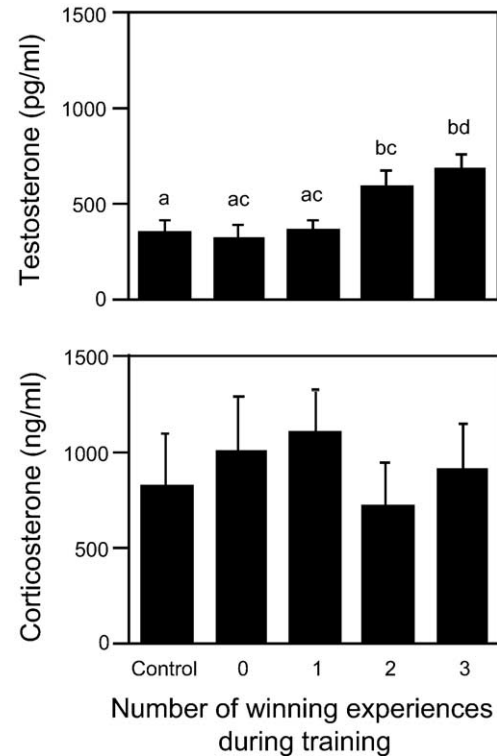 Testosterone (pg/ml)
1500
1000
500
0
a
ac
ac
bc
bd
Corticosterone (ng/ml)
1500
1000
500
0
Control 0 1 2 3
Number of winning experiences
during training